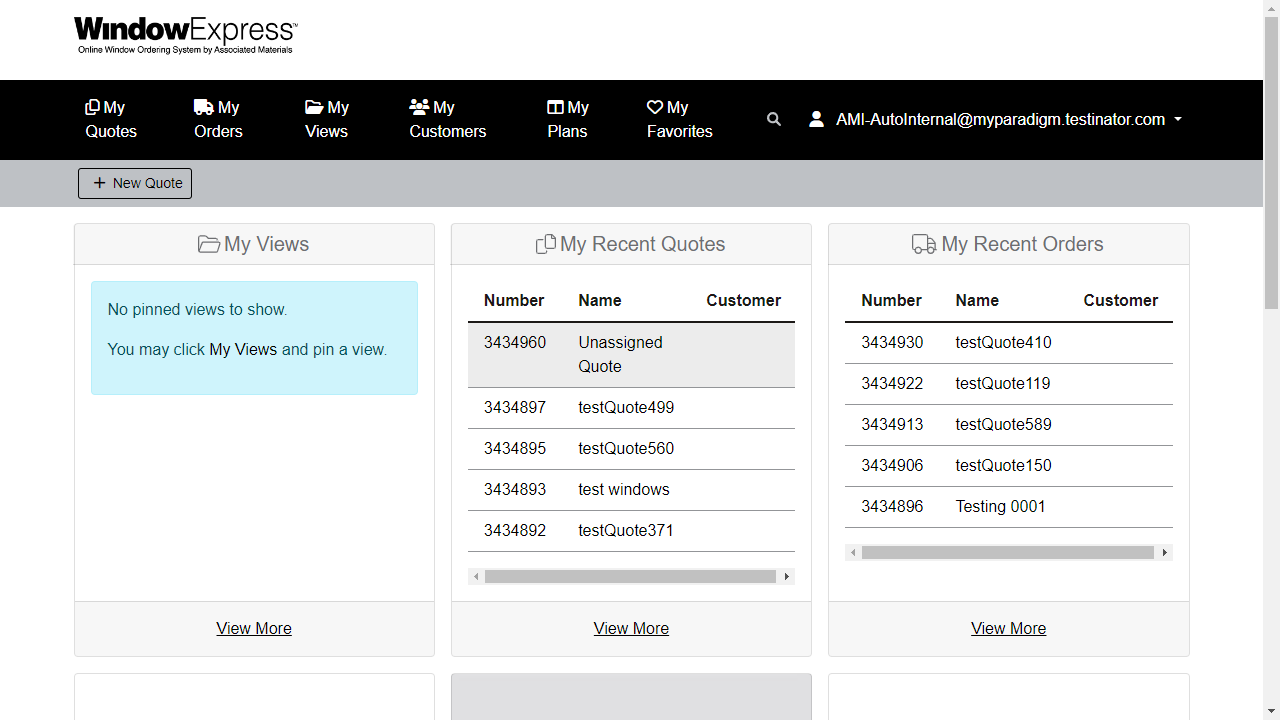 WindowExpress™
Online Window Ordering System by Associated Materials
My Quotes
My Orders
My Views
My Customers
My Plans
My Favorites
AMI-AutoInternal@myparadigm.testinator.com
+ New Quote
My Views
No pinned views to show.
You may click My Views and pin a view.
View More
My Recent Quotes
Number Name Customer
3434960 Unassigned Quote
3434897 testQuote499
3434895 testQuote560
3434893 test windows
3434892 testQuote371
View More
My Recent Orders
Number Name Customer
3434930 testQuote410
3434922 testQuote119
3434913 testQuote589
3434906 testQuote150
3434896 Testing 0001
View More